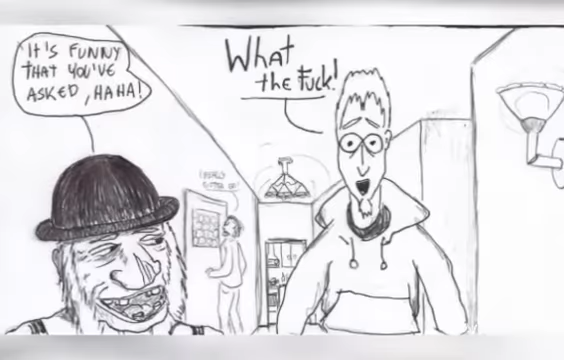 IT'S FUNNY
THAT YOU'VE
ASKED, HAHA!
What
the Fuck!